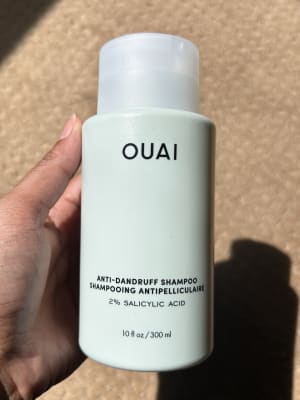 OUAI
ANTI-DANDRUFF SHAMPOO
SHAMPOOING ANTIPELLICULAIRE
2% SALICYLIC ACID
10 fl oz / 300 ml